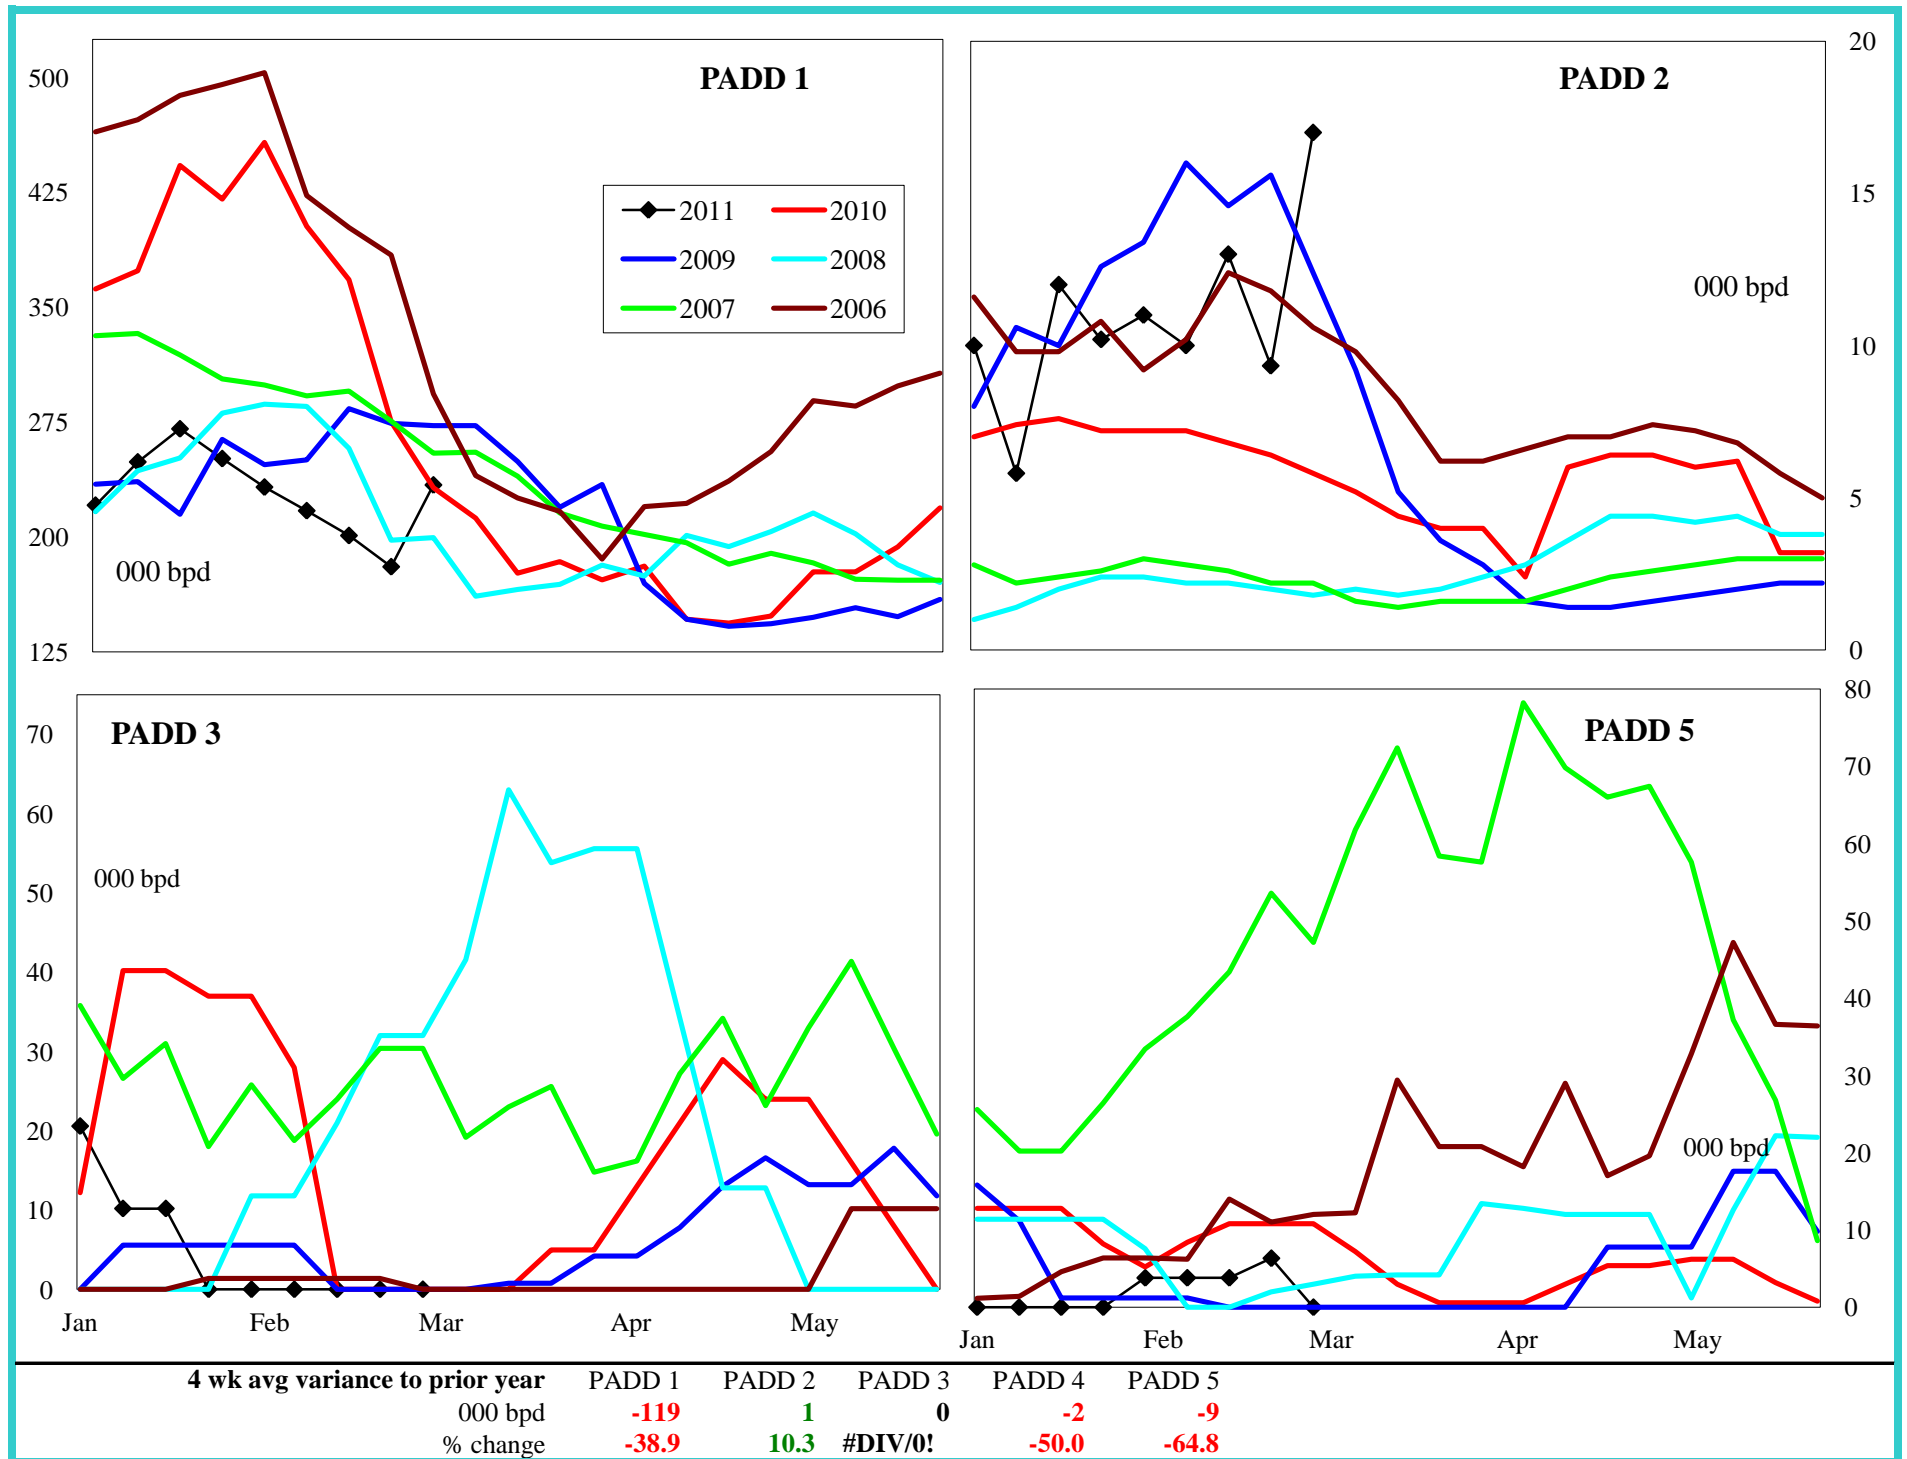 PADD 1
500
425
350
275
200
125
000 bpd
2011 2010
2009 2008
2007 2006
PADD 2
20
15
10
5
0
000 bpd
PADD 3
70
60
50
40
30
20
10
0
000 bpd
Jan Feb Mar Apr May
PADD 5
80
70
60
50
40
30
20
10
0
000 bpd
Jan Feb Mar Apr May
4 wk avg variance to prior year PADD 1 PADD 2 PADD 3 PADD 4 PADD 5
000 bpd -119 1 0 -2 -9
% change -38.9 10.3 #DIV/0! -50.0 -64.8